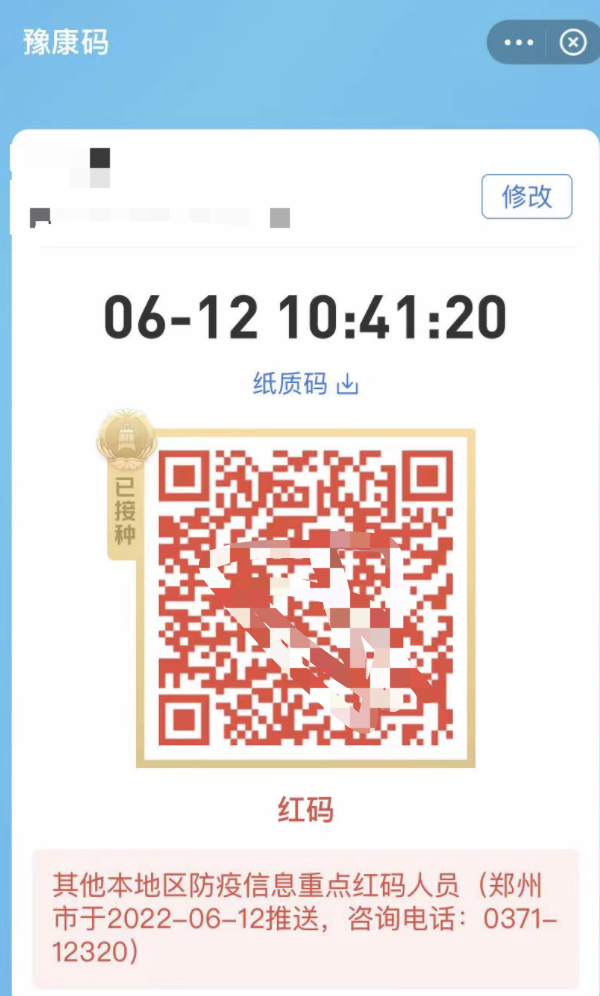 豫康码
修改
06-12 10:41:20
纸质码
已接种
红码
其他本地区防疫信息重点红码人员（郑州
市于2022-06-12推送，咨询电话：0371-
12320）